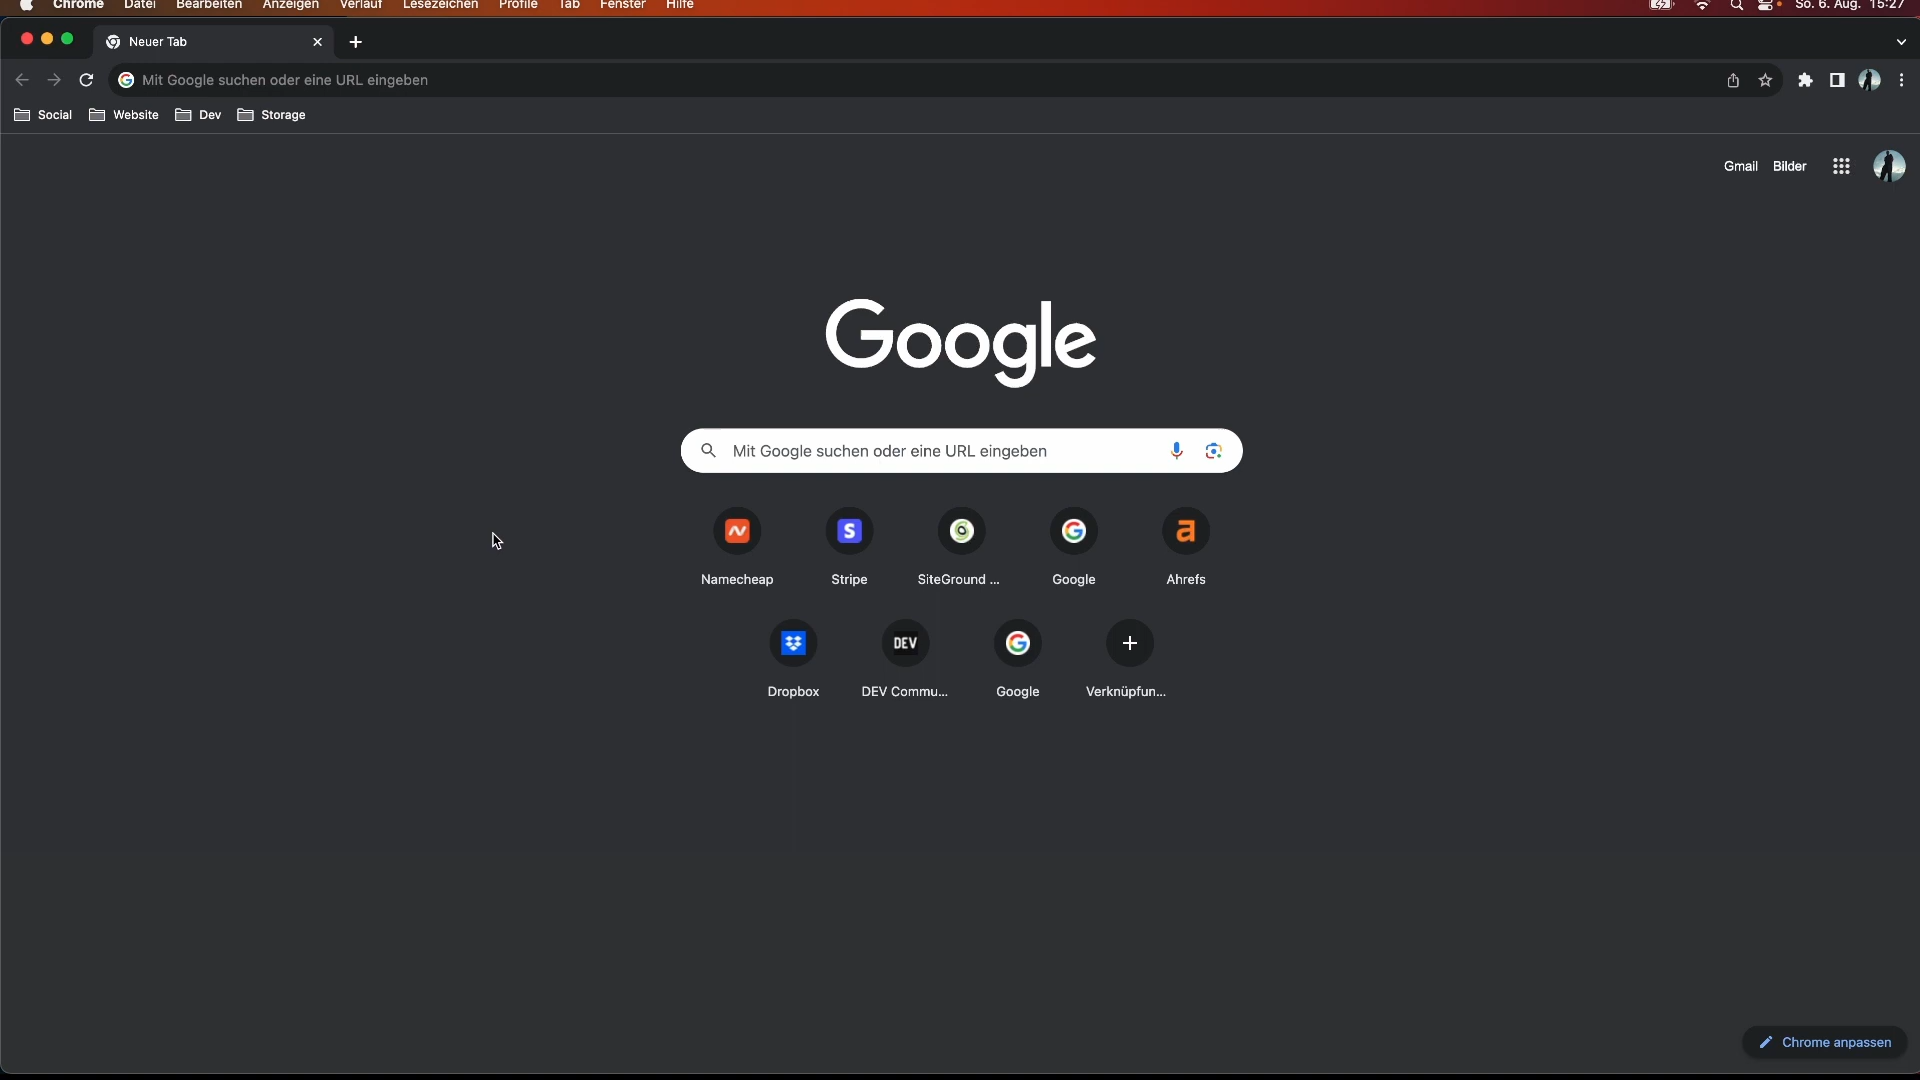 Chrome Datei Bearbeiten Anzeigen Verlauf Lesezeichen Profile Tab Fenster Hilfe So. 6. Aug. 15:27
Neuer Tab
Mit Google suchen oder eine URL eingeben
Social Website Dev Storage
Gmail Bilder
Google
Mit Google suchen oder eine URL eingeben
Namecheap Stripe SiteGround ... Google Ahrefs
DEV
Dropbox DEV Commu... Google Verknüpfun...
Chrome anpassen